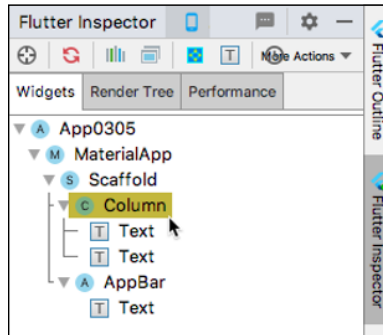 Flutter Inspector
T More Actions
Widgets Render Tree Performance
A App0305
M MaterialApp
S Scaffold
C Column
T Text
T Text
A AppBar
T Text
Flutter Outline
Flutter Inspector